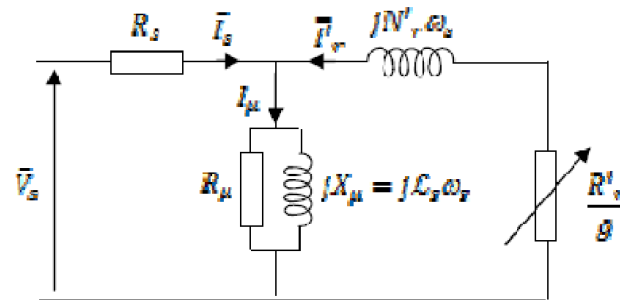 R_s
Ī_s
Ī'_r
jN'_r ω_s
I_μ
V̄_s
R_μ
jX_μ = jL_s ω_s
R'_r
g